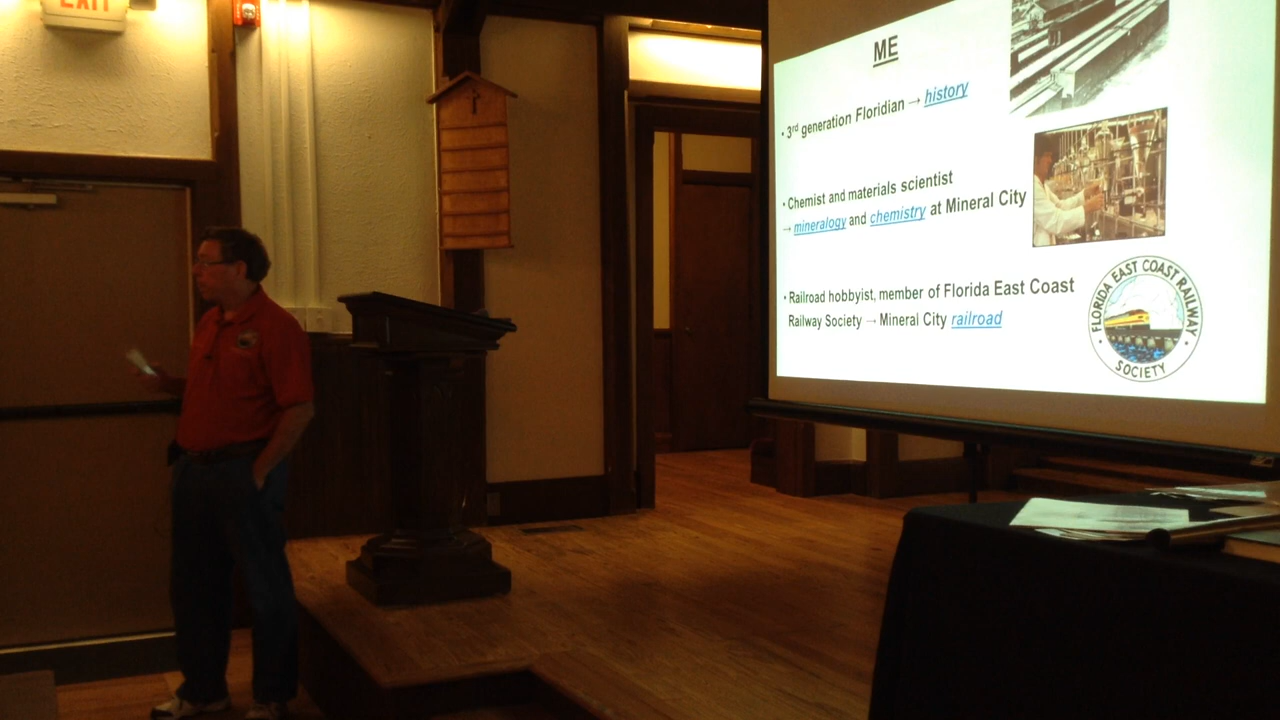 EXIT
ME
• 3rd generation Floridian → history
• Chemist and materials scientist
→ mineralogy and chemistry at Mineral City
• Railroad hobbyist, member of Florida East Coast
Railway Society → Mineral City railroad
FLORIDA EAST COAST RAILWAY
SOCIETY